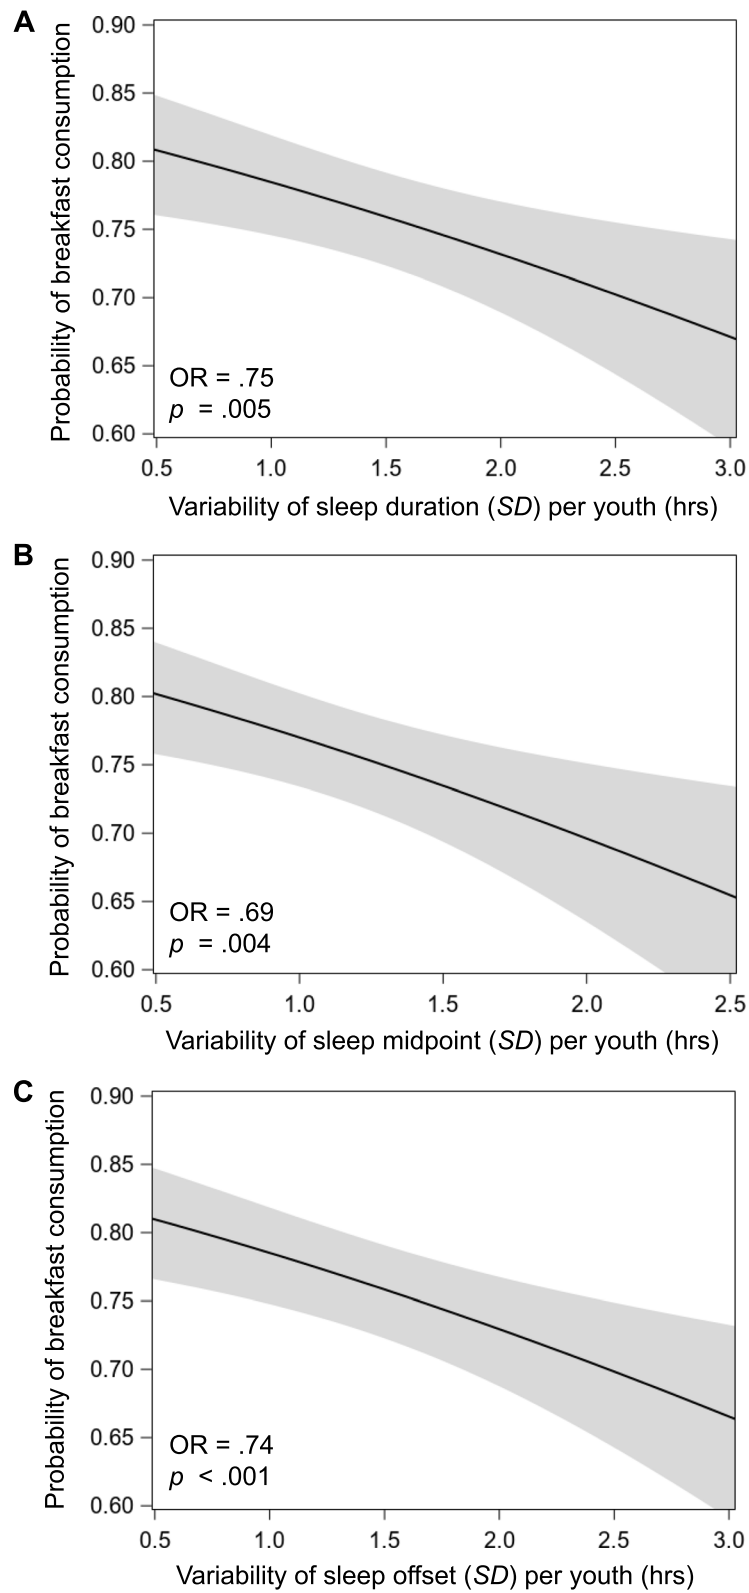 A
Probability of breakfast consumption
0.90
0.85
0.80
0.75
0.70
0.65
0.60
OR = .75
p = .005
0.5 1.0 1.5 2.0 2.5 3.0
Variability of sleep duration (SD) per youth (hrs)
B
Probability of breakfast consumption
0.90
0.85
0.80
0.75
0.70
0.65
0.60
OR = .69
p = .004
0.5 1.0 1.5 2.0 2.5
Variability of sleep midpoint (SD) per youth (hrs)
C
Probability of breakfast consumption
0.90
0.85
0.80
0.75
0.70
0.65
0.60
OR = .74
p < .001
0.5 1.0 1.5 2.0 2.5 3.0
Variability of sleep offset (SD) per youth (hrs)